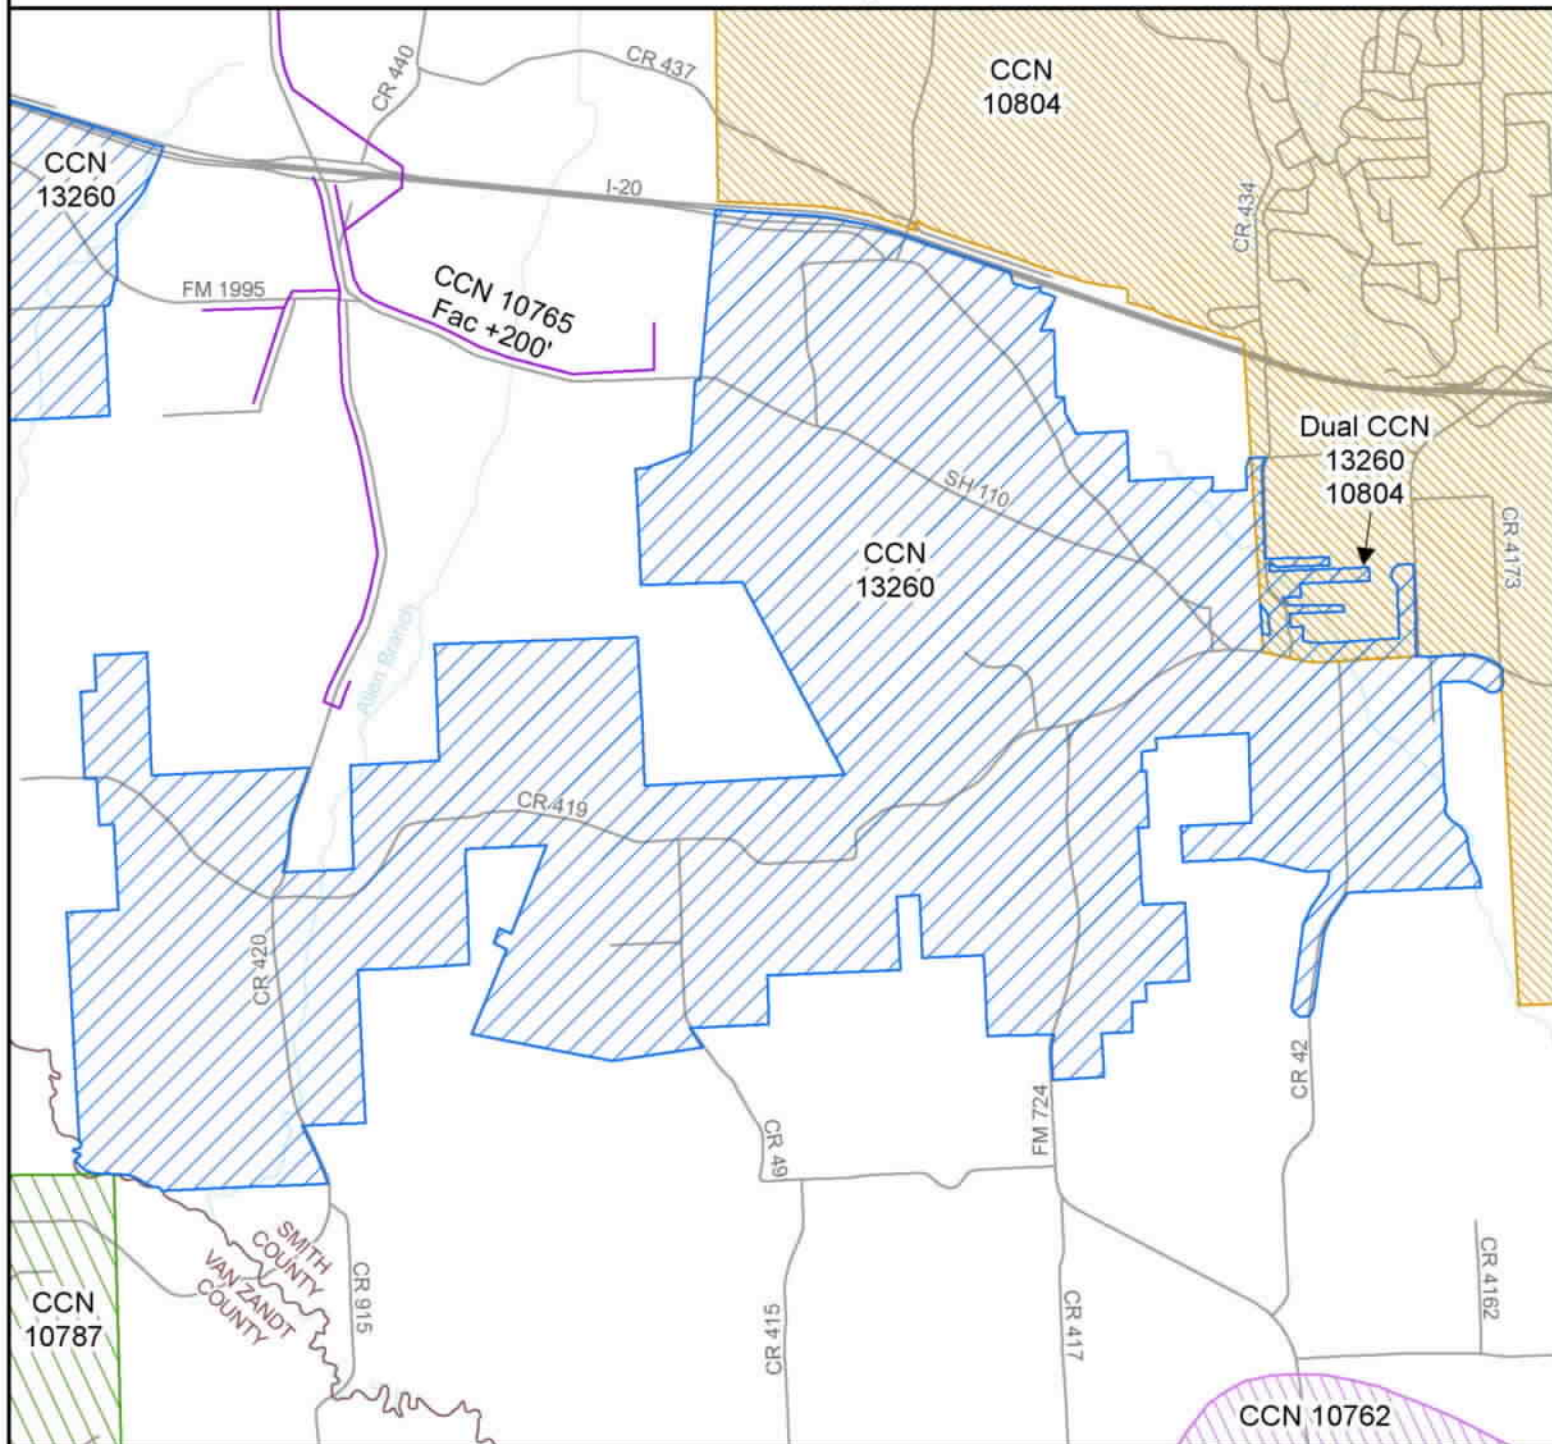 CR 440
CR 437
CCN
10804
CCN
13260
I-20
CR 434
FM 1995
CCN 10765
Fac +200'
Dual CCN
13260
10804
SH 110
CR 4173
CCN
13260
Allen Branch
CR 419
CR 420
CR 42
FM 724
CR 49
SMITH
COUNTY
VAN ZANDT
COUNTY
CR 915
CR 415
CR 417
CR 4162
CCN
10787
CCN 10762